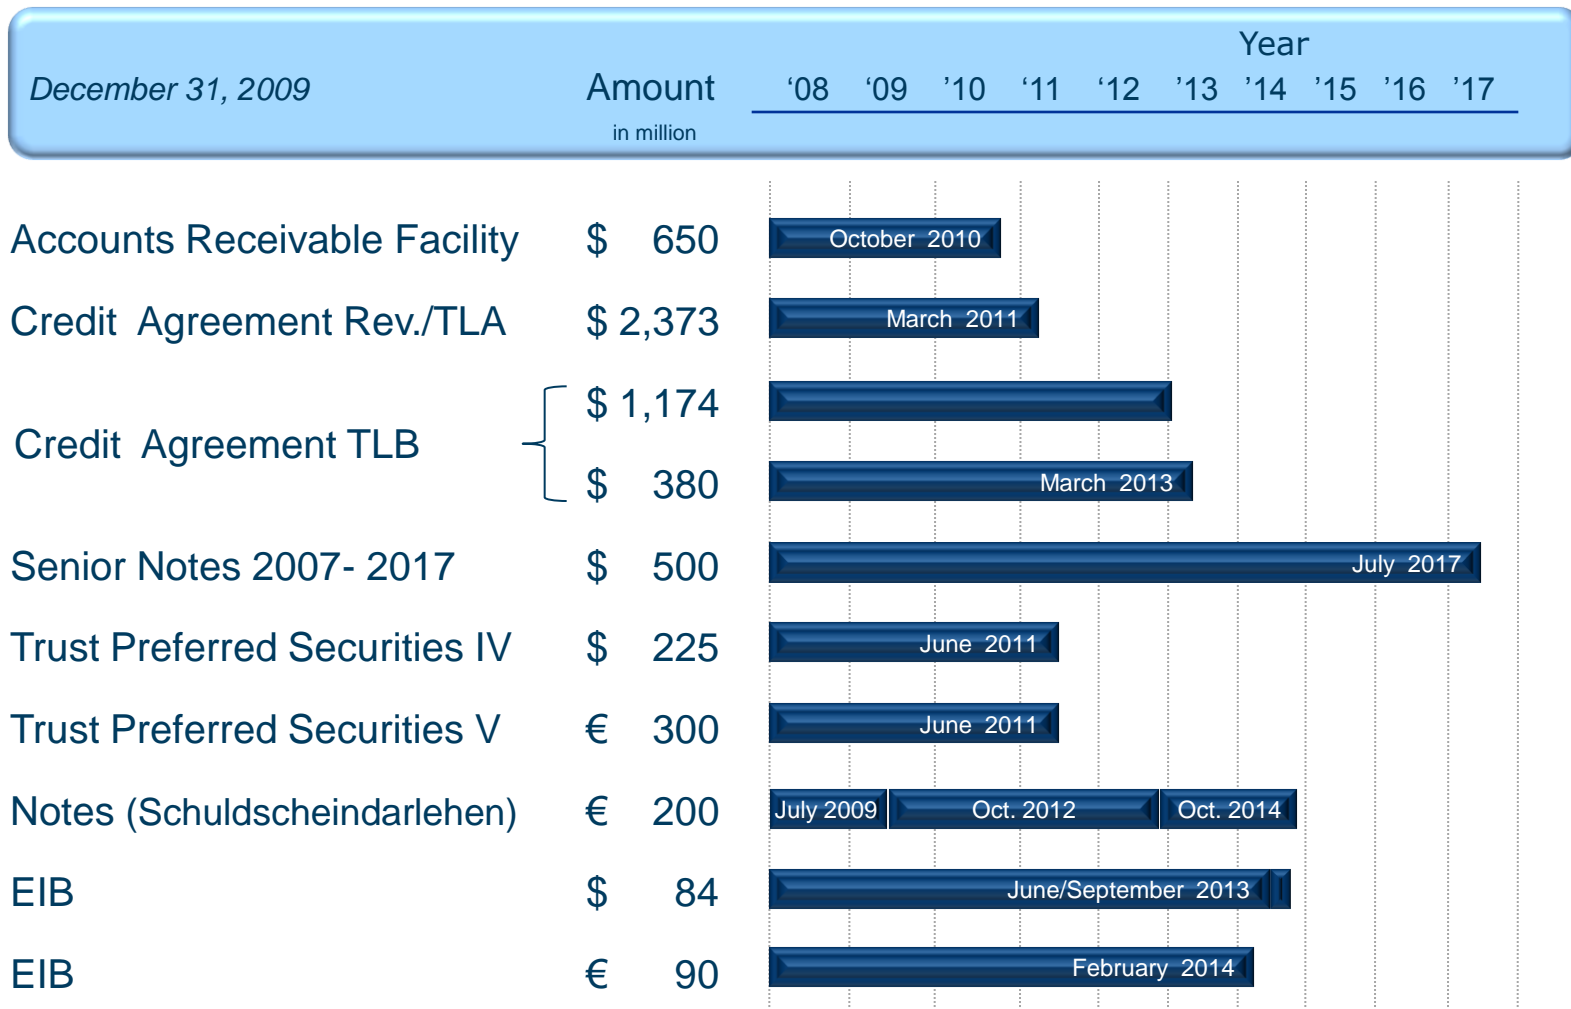 Year
December 31, 2009 Amount ‘08 ‘09 ’10 ‘11 ‘12 ’13 ’14 ’15 ’16 ’17
in million
Accounts Receivable Facility $ 650 October 2010
Credit Agreement Rev./TLA $ 2,373 March 2011
$ 1,174
Credit Agreement TLB
$ 380 March 2013
Senior Notes 2007- 2017 $ 500 July 2017
Trust Preferred Securities IV $ 225 June 2011
Trust Preferred Securities V € 300 June 2011
Notes (Schuldscheindarlehen) € 200 July 2009 Oct. 2012 Oct. 2014
EIB $ 84 June/September 2013
EIB € 90 February 2014